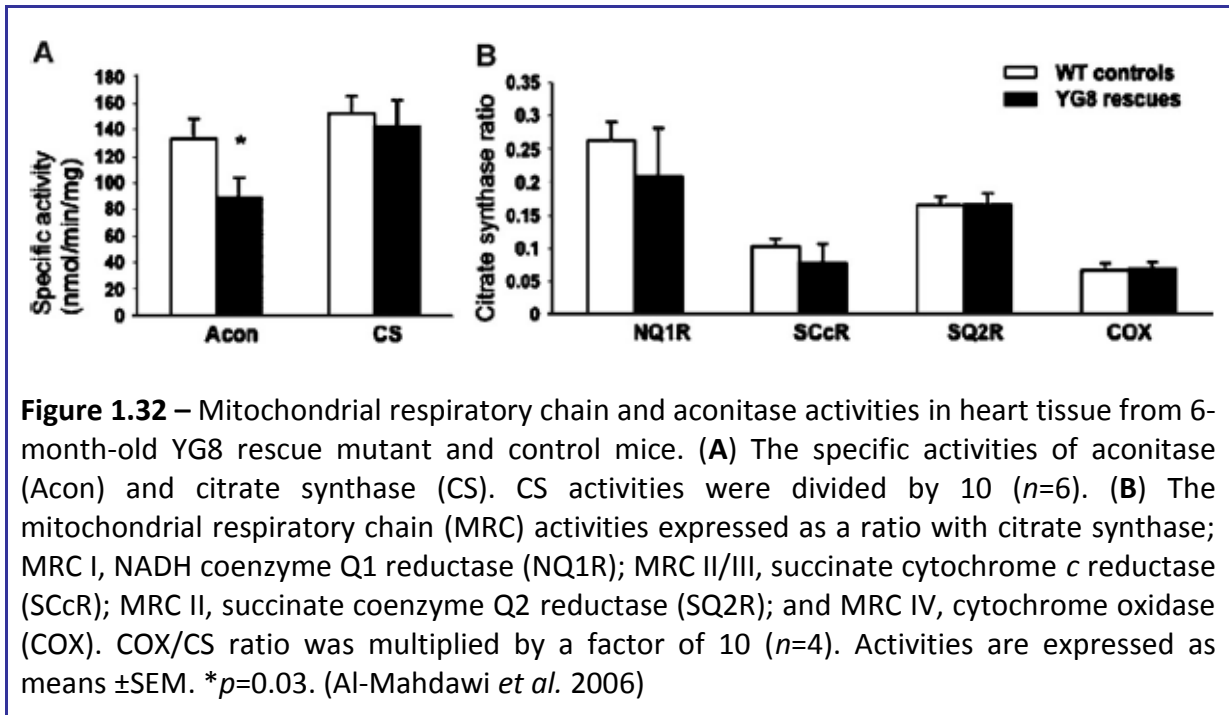 A
B
WT controls
YG8 rescues
Specific activity
(nmol/min/mg)
180
160
140
120
100
80
60
40
20
0
*
Acon
CS
Citrate synthase ratio
0.35
0.3
0.25
0.2
0.15
0.1
0.05
0
NQ1R
SCcR
SQ2R
COX
Figure 1.32 – Mitochondrial respiratory chain and aconitase activities in heart tissue from 6-
month-old YG8 rescue mutant and control mice. (A) The specific activities of aconitase
(Acon) and citrate synthase (CS). CS activities were divided by 10 (n=6). (B) The
mitochondrial respiratory chain (MRC) activities expressed as a ratio with citrate synthase;
MRC I, NADH coenzyme Q1 reductase (NQ1R); MRC II/III, succinate cytochrome c reductase
(SCcR); MRC II, succinate coenzyme Q2 reductase (SQ2R); and MRC IV, cytochrome oxidase
(COX). COX/CS ratio was multiplied by a factor of 10 (n=4). Activities are expressed as
means ±SEM. *p=0.03. (Al-Mahdawi et al. 2006)